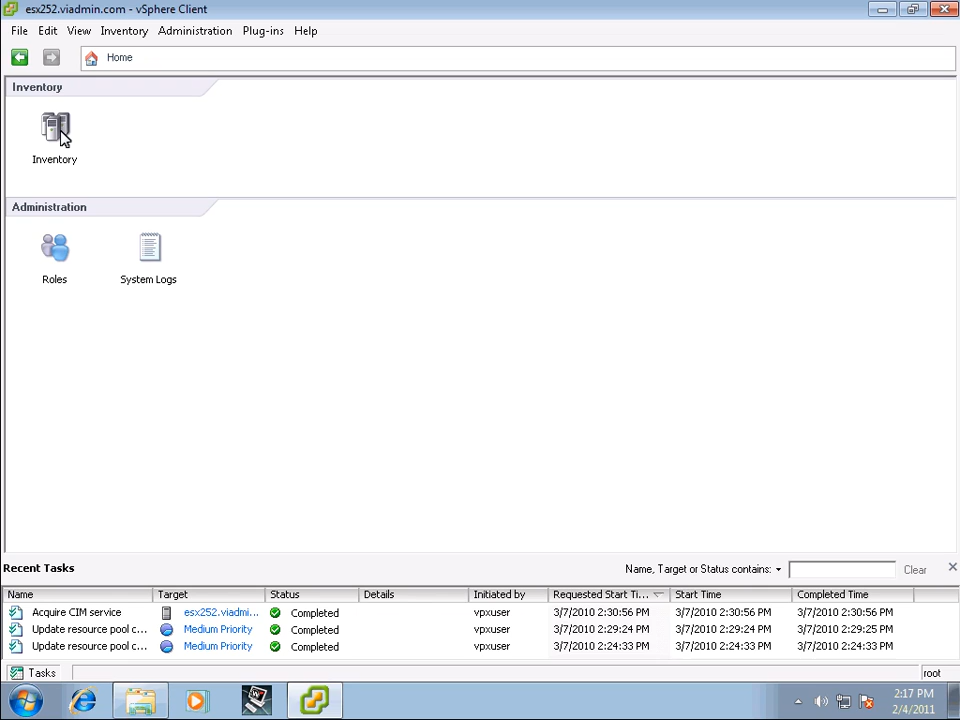 esx252.viadmin.com - vSphere Client
File Edit View Inventory Administration Plug-ins Help
Home
Inventory
Inventory
Administration
Roles System Logs
Recent Tasks Name, Target or Status contains: Clear
Name Target Status Details Initiated by Requested Start Ti... Start Time Completed Time
Acquire CIM service esx252.viadmi... Completed vpxuser 3/7/2010 2:30:56 PM 3/7/2010 2:30:56 PM 3/7/2010 2:30:56 PM
Update resource pool c... Medium Priority Completed vpxuser 3/7/2010 2:29:24 PM 3/7/2010 2:29:24 PM 3/7/2010 2:29:25 PM
Update resource pool c... Medium Priority Completed vpxuser 3/7/2010 2:24:33 PM 3/7/2010 2:24:33 PM 3/7/2010 2:24:33 PM
Tasks root
2:17 PM
2/4/2011